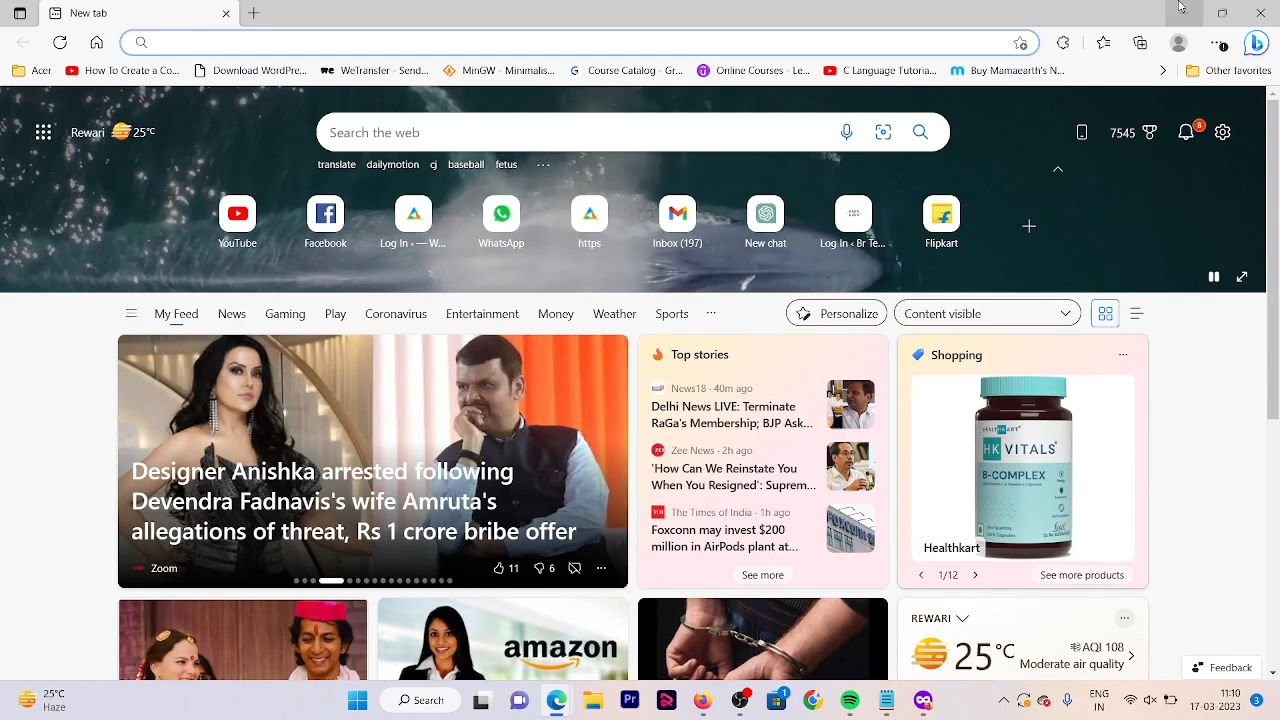 New tab
Acer
How To Create a Co...
Download WordPre...
WeTransfer - Send...
MinGW - Minimalis...
Course Catalog - Gr...
Online Courses - Le...
C Language Tutoria...
Buy Mamaearth's N...
Other favorites
Rewari 25°C
Search the web
7545
8
translate dailymotion cj baseball fetus ...
YouTube
Facebook
Log In ‹ — W...
WhatsApp
https
Inbox (197)
New chat
Log In ‹ Br Te...
Flipkart
My Feed
News
Gaming
Play
Coronavirus
Entertainment
Money
Weather
Sports
...
Personalize
Content visible
Designer Anishka arrested following
Devendra Fadnavis's wife Amruta's
allegations of threat, Rs 1 crore bribe offer
Zoom
11
6
Top stories
News18 · 40m ago
Delhi News LIVE: Terminate
RaGa's Membership; BJP Ask...
Zee News · 2h ago
'How Can We Reinstate You
When You Resigned': Suprem...
The Times of India · 1h ago
Foxconn may invest $200
million in AirPods plant at...
See more
Shopping
HEALTHKART
HK VITALS
B-COMPLEX
Healthkart
1/12
See more products
amazon
REWARI
25°C
AQI 108
Moderate air quality
Feedback
25°C
Haze
Search
Pr
1
ENG
IN
11:10
17-03-2023
3